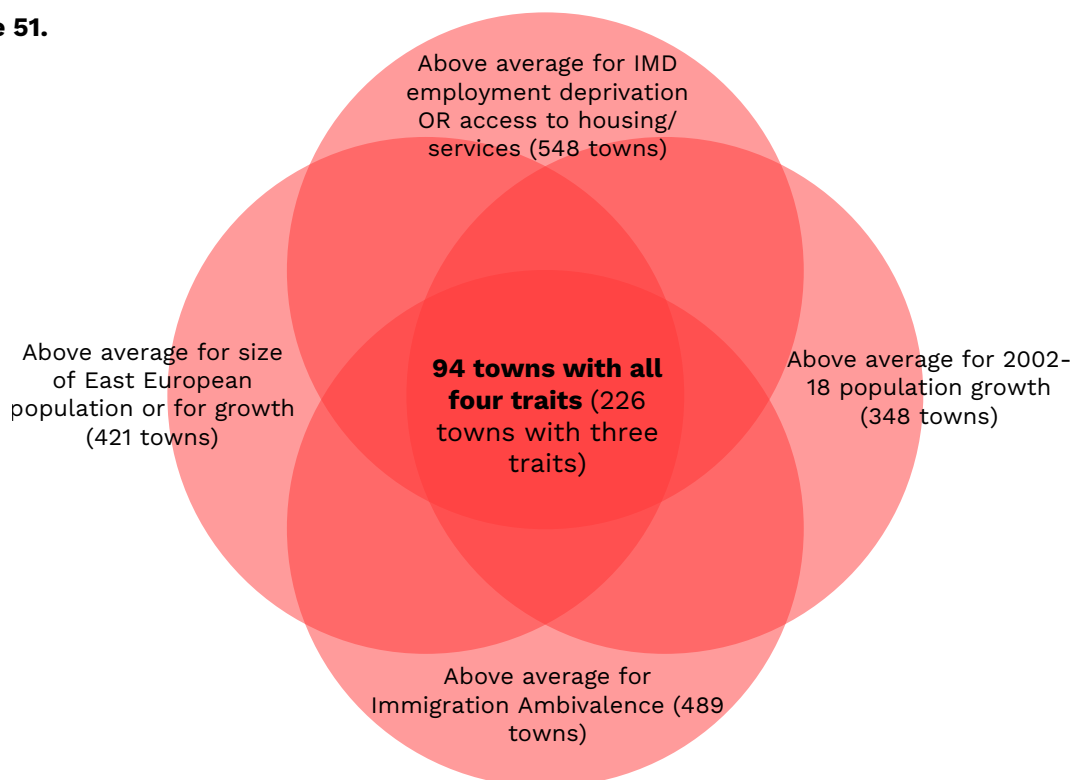 51.
Above average for IMD
employment deprivation
OR access to housing/
services (548 towns)
Above average for size
of East European
population or for growth
(421 towns)
94 towns with all
four traits (226
towns with three
traits)
Above average for 2002-
18 population growth
(348 towns)
Above average for
Immigration Ambivalence (489
towns)